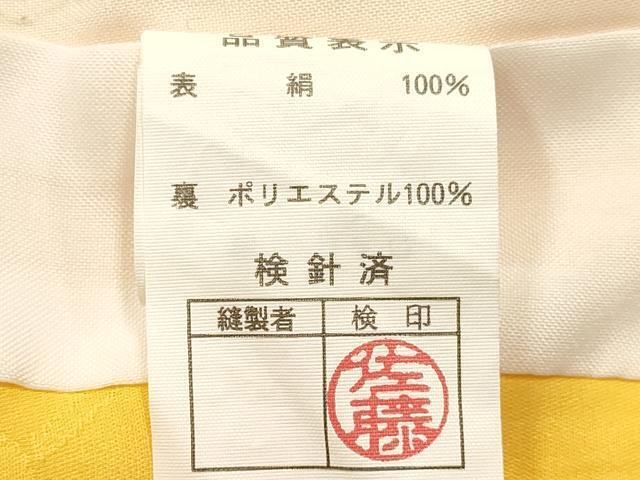 品質表示
表 絹 100%
裏 ポリエステル100%
検針済
縫製者 検印
佐藤